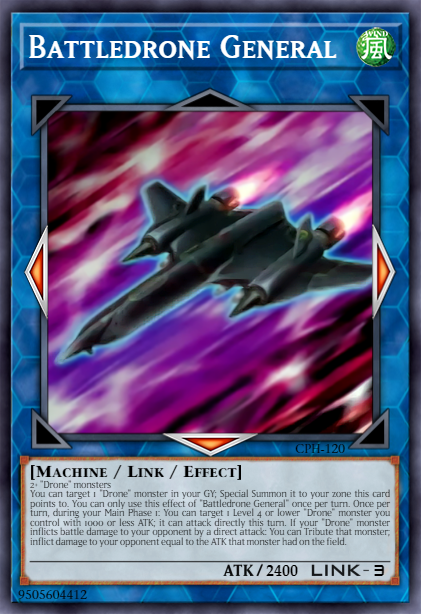 BATTLEDRONE GENERAL
WIND
風
CPH-120
[MACHINE / LINK / EFFECT]
2+ "Drone" monsters
You can target 1 "Drone" monster in your GY; Special Summon it to your zone this card
points to. You can only use this effect of "Battledrone General" once per turn. Once per
turn, during your Main Phase 1: You can target 1 Level 4 or lower "Drone" monster you
control with 1000 or less ATK; it can attack directly this turn. If your "Drone" monster
inflicts battle damage to your opponent by a direct attack: You can Tribute that monster;
inflict damage to your opponent equal to the ATK that monster had on the field.
ATK / 2400 LINK-3
9505604412